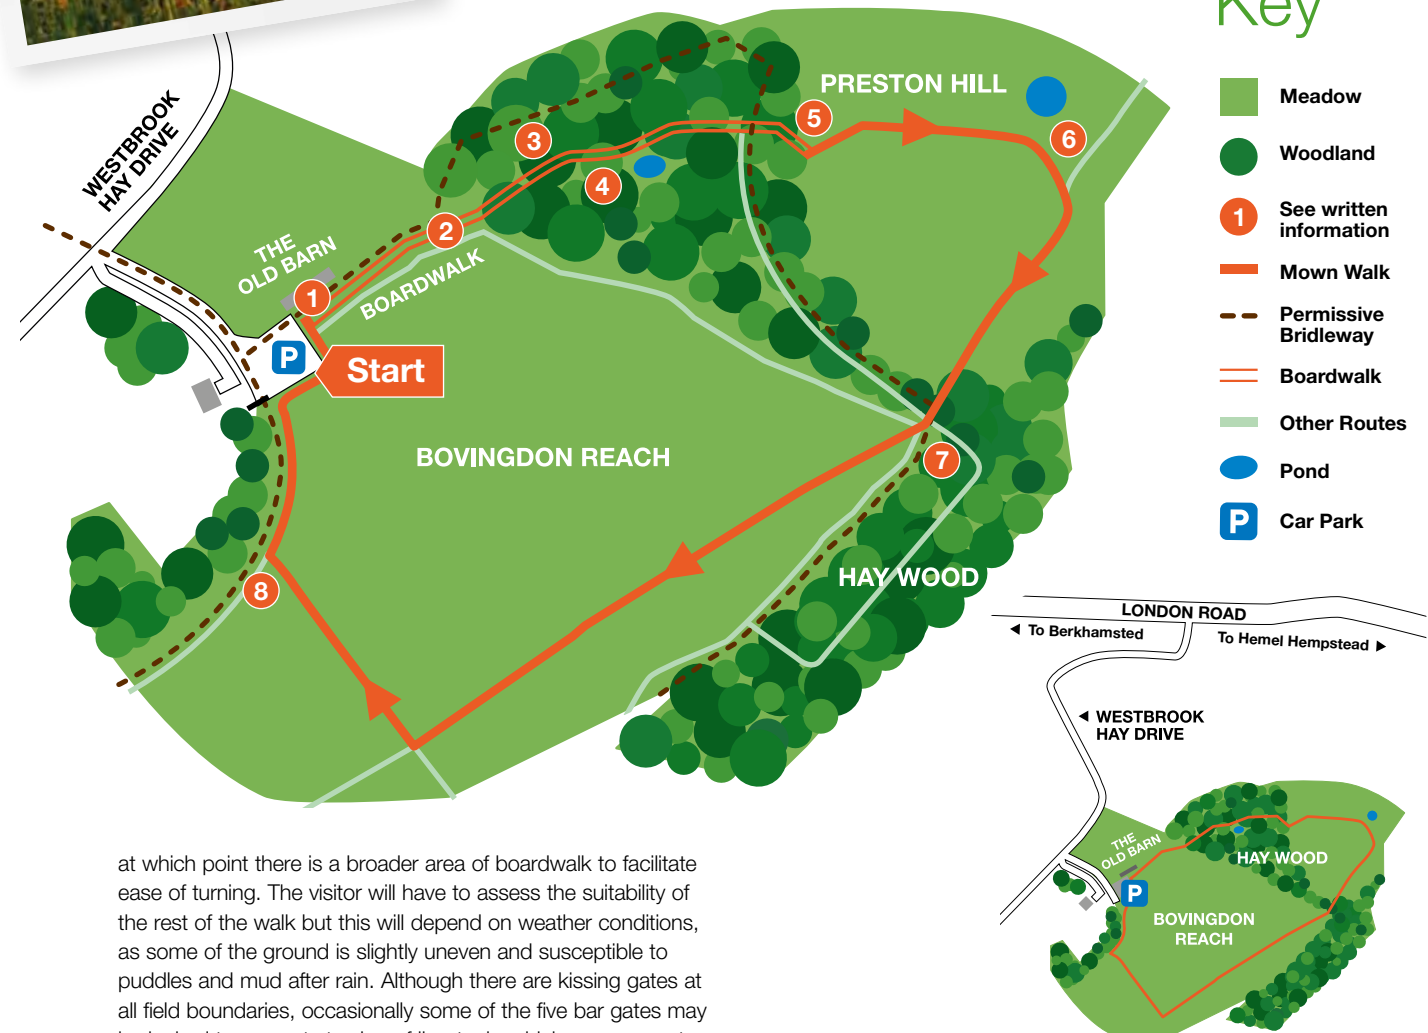 Key
Meadow
Woodland
1
See written
information
Mown Walk
Permissive
Bridleway
Boardwalk
Other Routes
Pond
P
Car Park
WESTBROOK
HAY DRIVE
THE
OLD BARN
BOARDWALK
1
2
3
4
5
6
7
8
P
Start
PRESTON HILL
BOVINGDON REACH
HAY WOOD
LONDON ROAD
◄ To Berkhamsted
To Hemel Hempstead ►
◄ WESTBROOK
HAY DRIVE
THE
OLD BARN
P
HAY WOOD
BOVINGDON
REACH
at which point there is a broader area of boardwalk to facilitate
ease of turning. The visitor will have to assess the suitability of
the rest of the walk but this will depend on weather conditions,
as some of the ground is slightly uneven and susceptible to
puddles and mud after rain. Although there are kissing gates at
all field boundaries, occasionally some of the five bar gates may